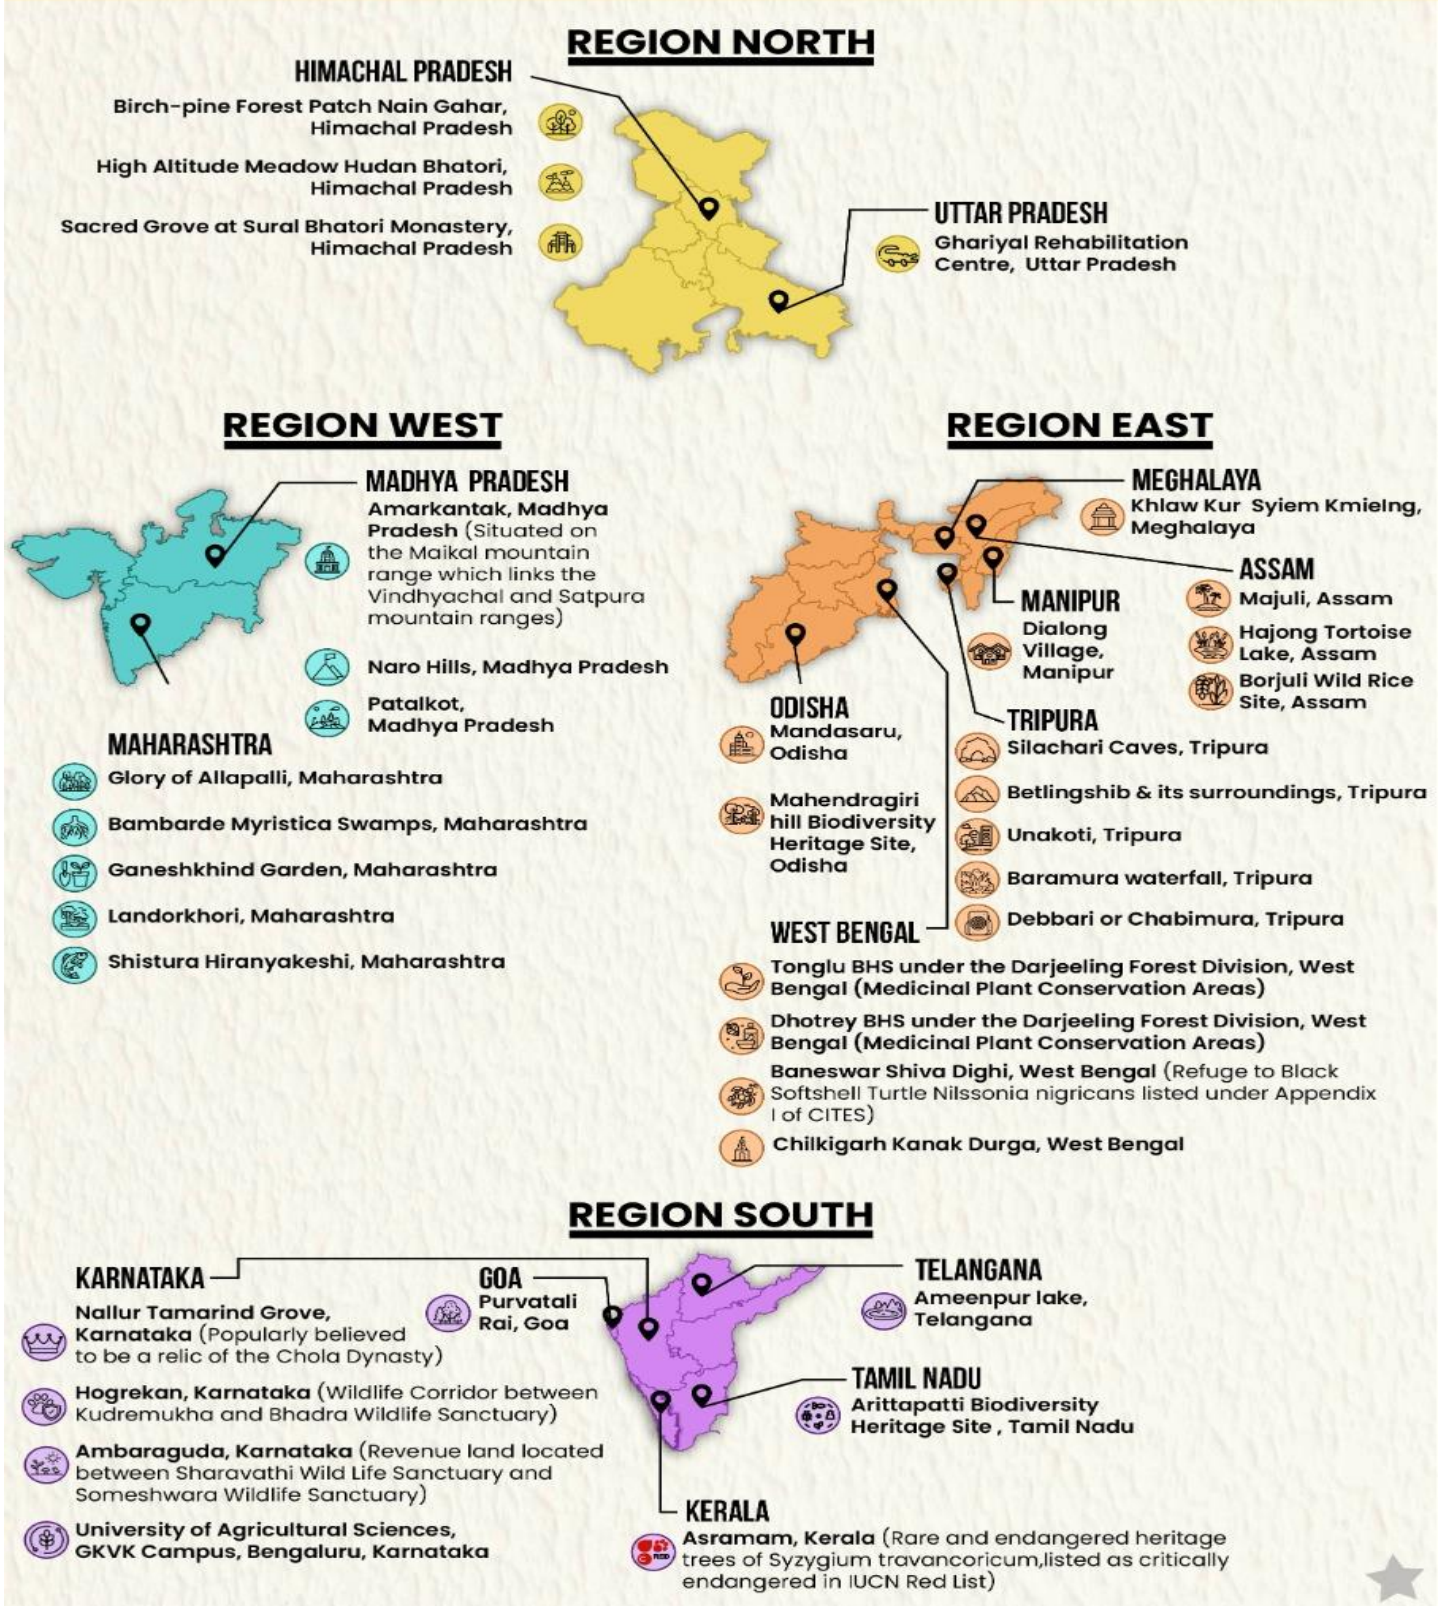 REGION NORTH
HIMACHAL PRADESH
Birch-pine Forest Patch Nain Gahar,
Himachal Pradesh
High Altitude Meadow Hudan Bhatori,
Himachal Pradesh
Sacred Grove at Sural Bhatori Monastery,
Himachal Pradesh
UTTAR PRADESH
Ghariyal Rehabilitation
Centre, Uttar Pradesh
REGION WEST
MADHYA PRADESH
Amarkantak, Madhya
Pradesh (Situated on
the Maikal mountain
range which links the
Vindhyachal and Satpura
mountain ranges)
Naro Hills, Madhya Pradesh
Patalkot,
Madhya Pradesh
MAHARASHTRA
Glory of Allapalli, Maharashtra
Bambarde Myristica Swamps, Maharashtra
Ganeshkhind Garden, Maharashtra
Landorkhori, Maharashtra
Shistura Hiranyakeshi, Maharashtra
REGION EAST
MEGHALAYA
Khlaw Kur Syiem Kmielng,
Meghalaya
ASSAM
Majuli, Assam
Hajong Tortoise
Lake, Assam
Borjuli Wild Rice
Site, Assam
MANIPUR
Dialong
Village,
Manipur
ODISHA
Mandasaru,
Odisha
Mahendragiri
hill Biodiversity
Heritage Site,
Odisha
TRIPURA
Silachari Caves, Tripura
Betlingshib & its surroundings, Tripura
Unakoti, Tripura
Baramura waterfall, Tripura
Debbari or Chabimura, Tripura
WEST BENGAL
Tonglu BHS under the Darjeeling Forest Division, West
Bengal (Medicinal Plant Conservation Areas)
Dhotrey BHS under the Darjeeling Forest Division, West
Bengal (Medicinal Plant Conservation Areas)
Baneswar Shiva Dighi, West Bengal (Refuge to Black
Softshell Turtle Nilssonia nigricans listed under Appendix
I of CITES)
Chilkigarh Kanak Durga, West Bengal
REGION SOUTH
KARNATAKA
Nallur Tamarind Grove,
Karnataka (Popularly believed
to be a relic of the Chola Dynasty)
Hogrekan, Karnataka (Wildlife Corridor between
Kudremukha and Bhadra Wildlife Sanctuary)
Ambaraguda, Karnataka (Revenue land located
between Sharavathi Wild Life Sanctuary and
Someshwara Wildlife Sanctuary)
University of Agricultural Sciences,
GKVK Campus, Bengaluru, Karnataka
GOA
Purvatali
Rai, Goa
TELANGANA
Ameenpur lake,
Telangana
TAMIL NADU
Arittapatti Biodiversity
Heritage Site , Tamil Nadu
KERALA
Asramam, Kerala (Rare and endangered heritage
trees of Syzygium travancoricum,listed as critically
endangered in IUCN Red List)